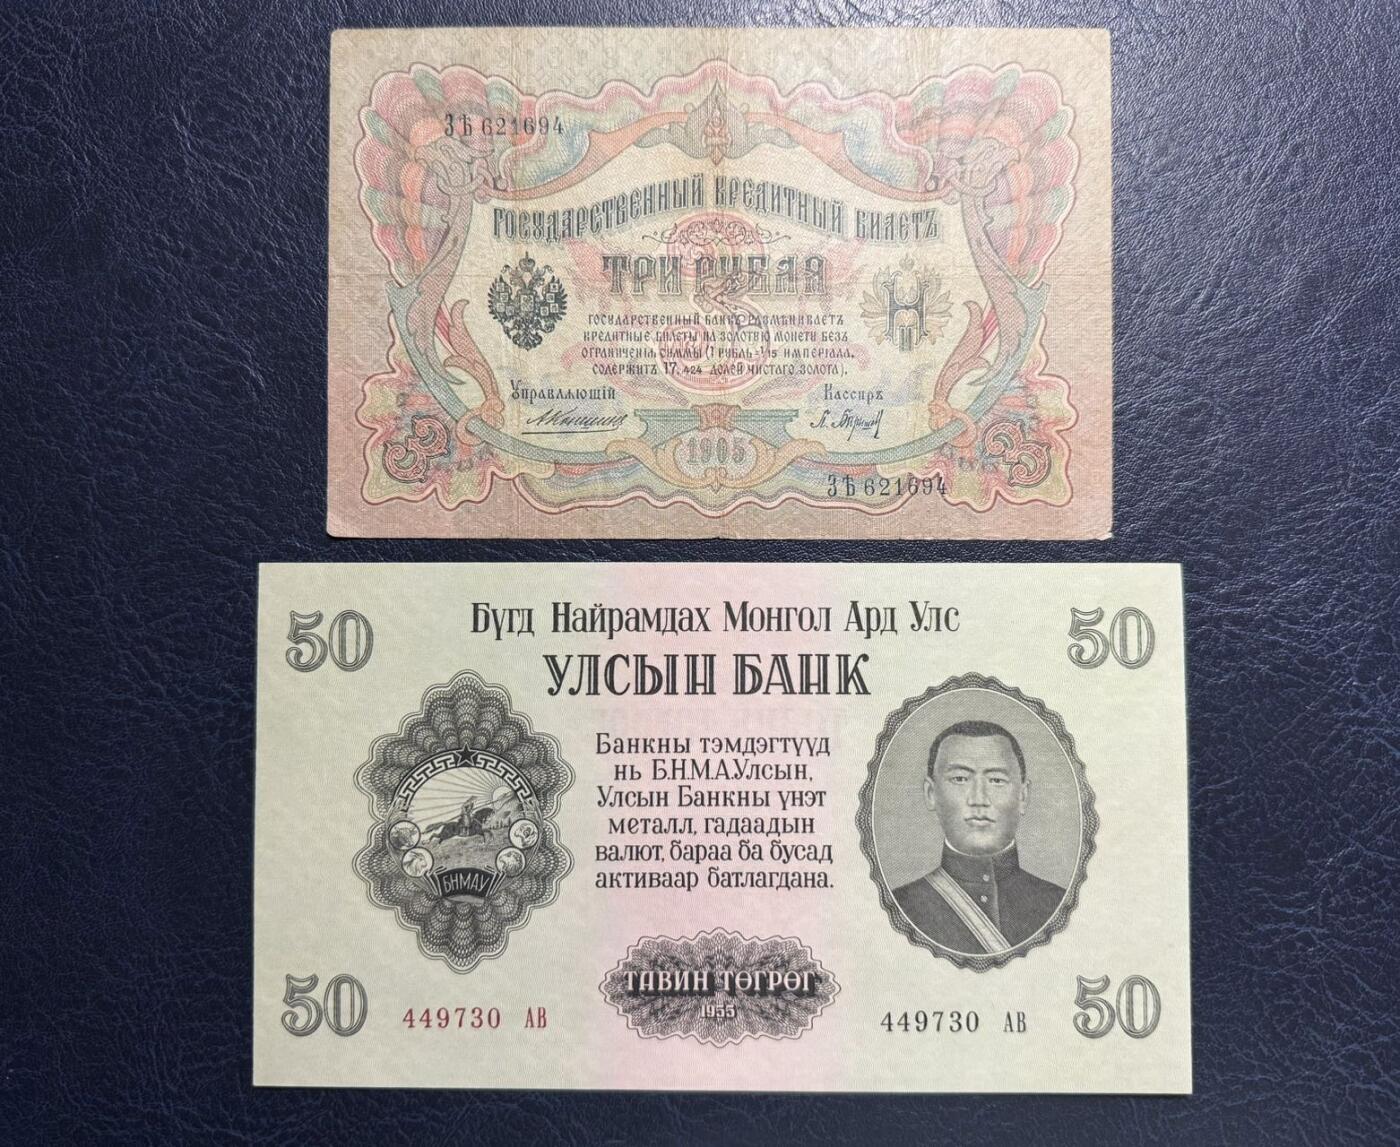 ЗѢ 621694
ГОСУДАРСТВЕННЫЙ КРЕДИТНЫЙ БИЛЕТЪ
ТРИ РУБЛЯ
ГОСУДАРСТВЕННЫЙ БАНКЪ РАЗМѢНИВАЕТЪ
КРЕДИТНЫЕ БИЛЕТЫ НА ЗОЛОТУЮ МОНЕТУ БЕЗЪ
ОГРАНИЧЕНІЯ СУММЫ (1 РУБЛЬ = 1/15 ИМПЕРІАЛА,
СОДЕРЖИТЪ 17,424 ДОЛЕЙ ЧИСТАГО ЗОЛОТА).
Управляющій Кассиръ
3 1905 3
ЗѢ 621694
50 Бүгд Найрамдах Монгол Ард Улс 50
УЛСЫН БАНК
Банкны тэмдэгтүүд
нь Б.Н.М.А.Улсын,
Улсын Банкны үнэт
металл, гадаадын
валют, бараа ба бусад
активаар батлагдана.
БНМАУ
ТАВИН ТӨГРӨГ
1955
50 449730 АВ 449730 АВ 50